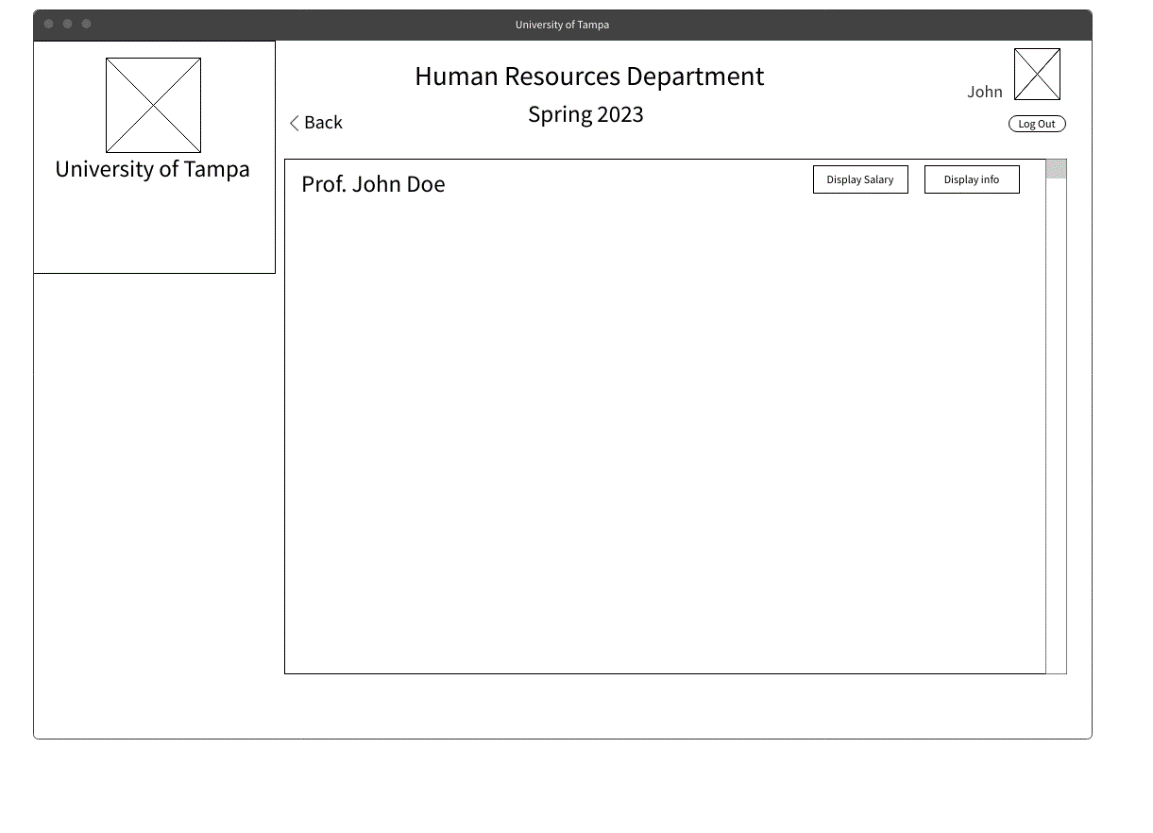 University of Tampa
Human Resources Department
Spring 2023
John
Log Out
Back
University of Tampa
Prof. John Doe
Display Salary
Display info